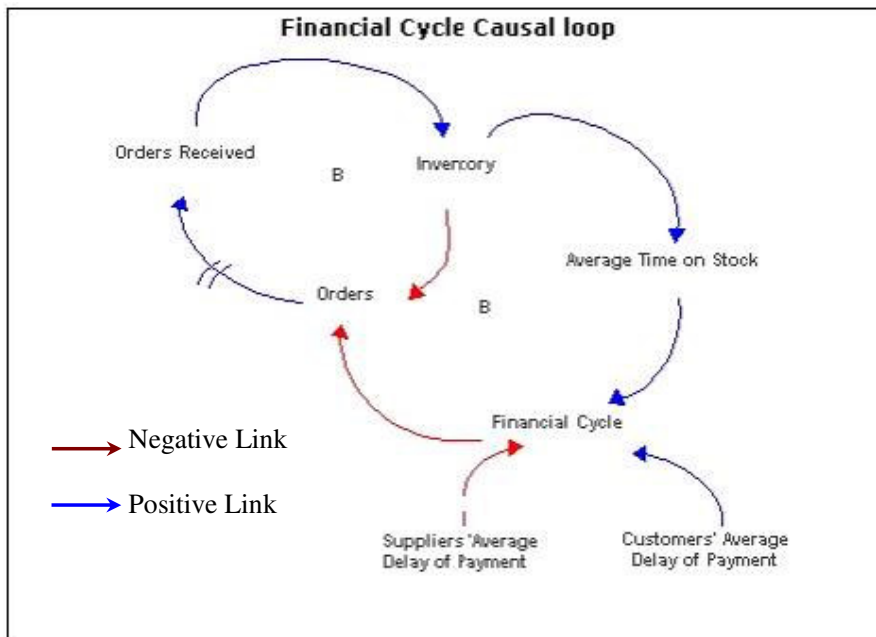 Financial Cycle Causal loop
Orders Received
B
Invercory
Average Time on Stock
Orders
B
Financial Cycle
Negative Link
Positive Link
Suppliers 'Average
Delay of Payment
Customers' Average
Delay of Payment